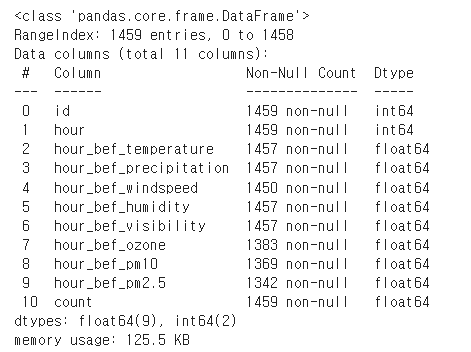 <class 'pandas.core.frame.DataFrame'>
RangeIndex: 1459 entries, 0 to 1458
Data columns (total 11 columns):
 #   Column                 Non-Null Count  Dtype
---  ------                 --------------  -----
 0   id                     1459 non-null   int64
 1   hour                   1459 non-null   int64
 2   hour_bef_temperature   1457 non-null   float64
 3   hour_bef_precipitation 1457 non-null   float64
 4   hour_bef_windspeed     1450 non-null   float64
 5   hour_bef_humidity      1457 non-null   float64
 6   hour_bef_visibility    1457 non-null   float64
 7   hour_bef_ozone         1383 non-null   float64
 8   hour_bef_pm10          1369 non-null   float64
 9   hour_bef_pm2.5         1342 non-null   float64
 10  count                  1459 non-null   float64
dtypes: float64(9), int64(2)
memory usage: 125.5 KB